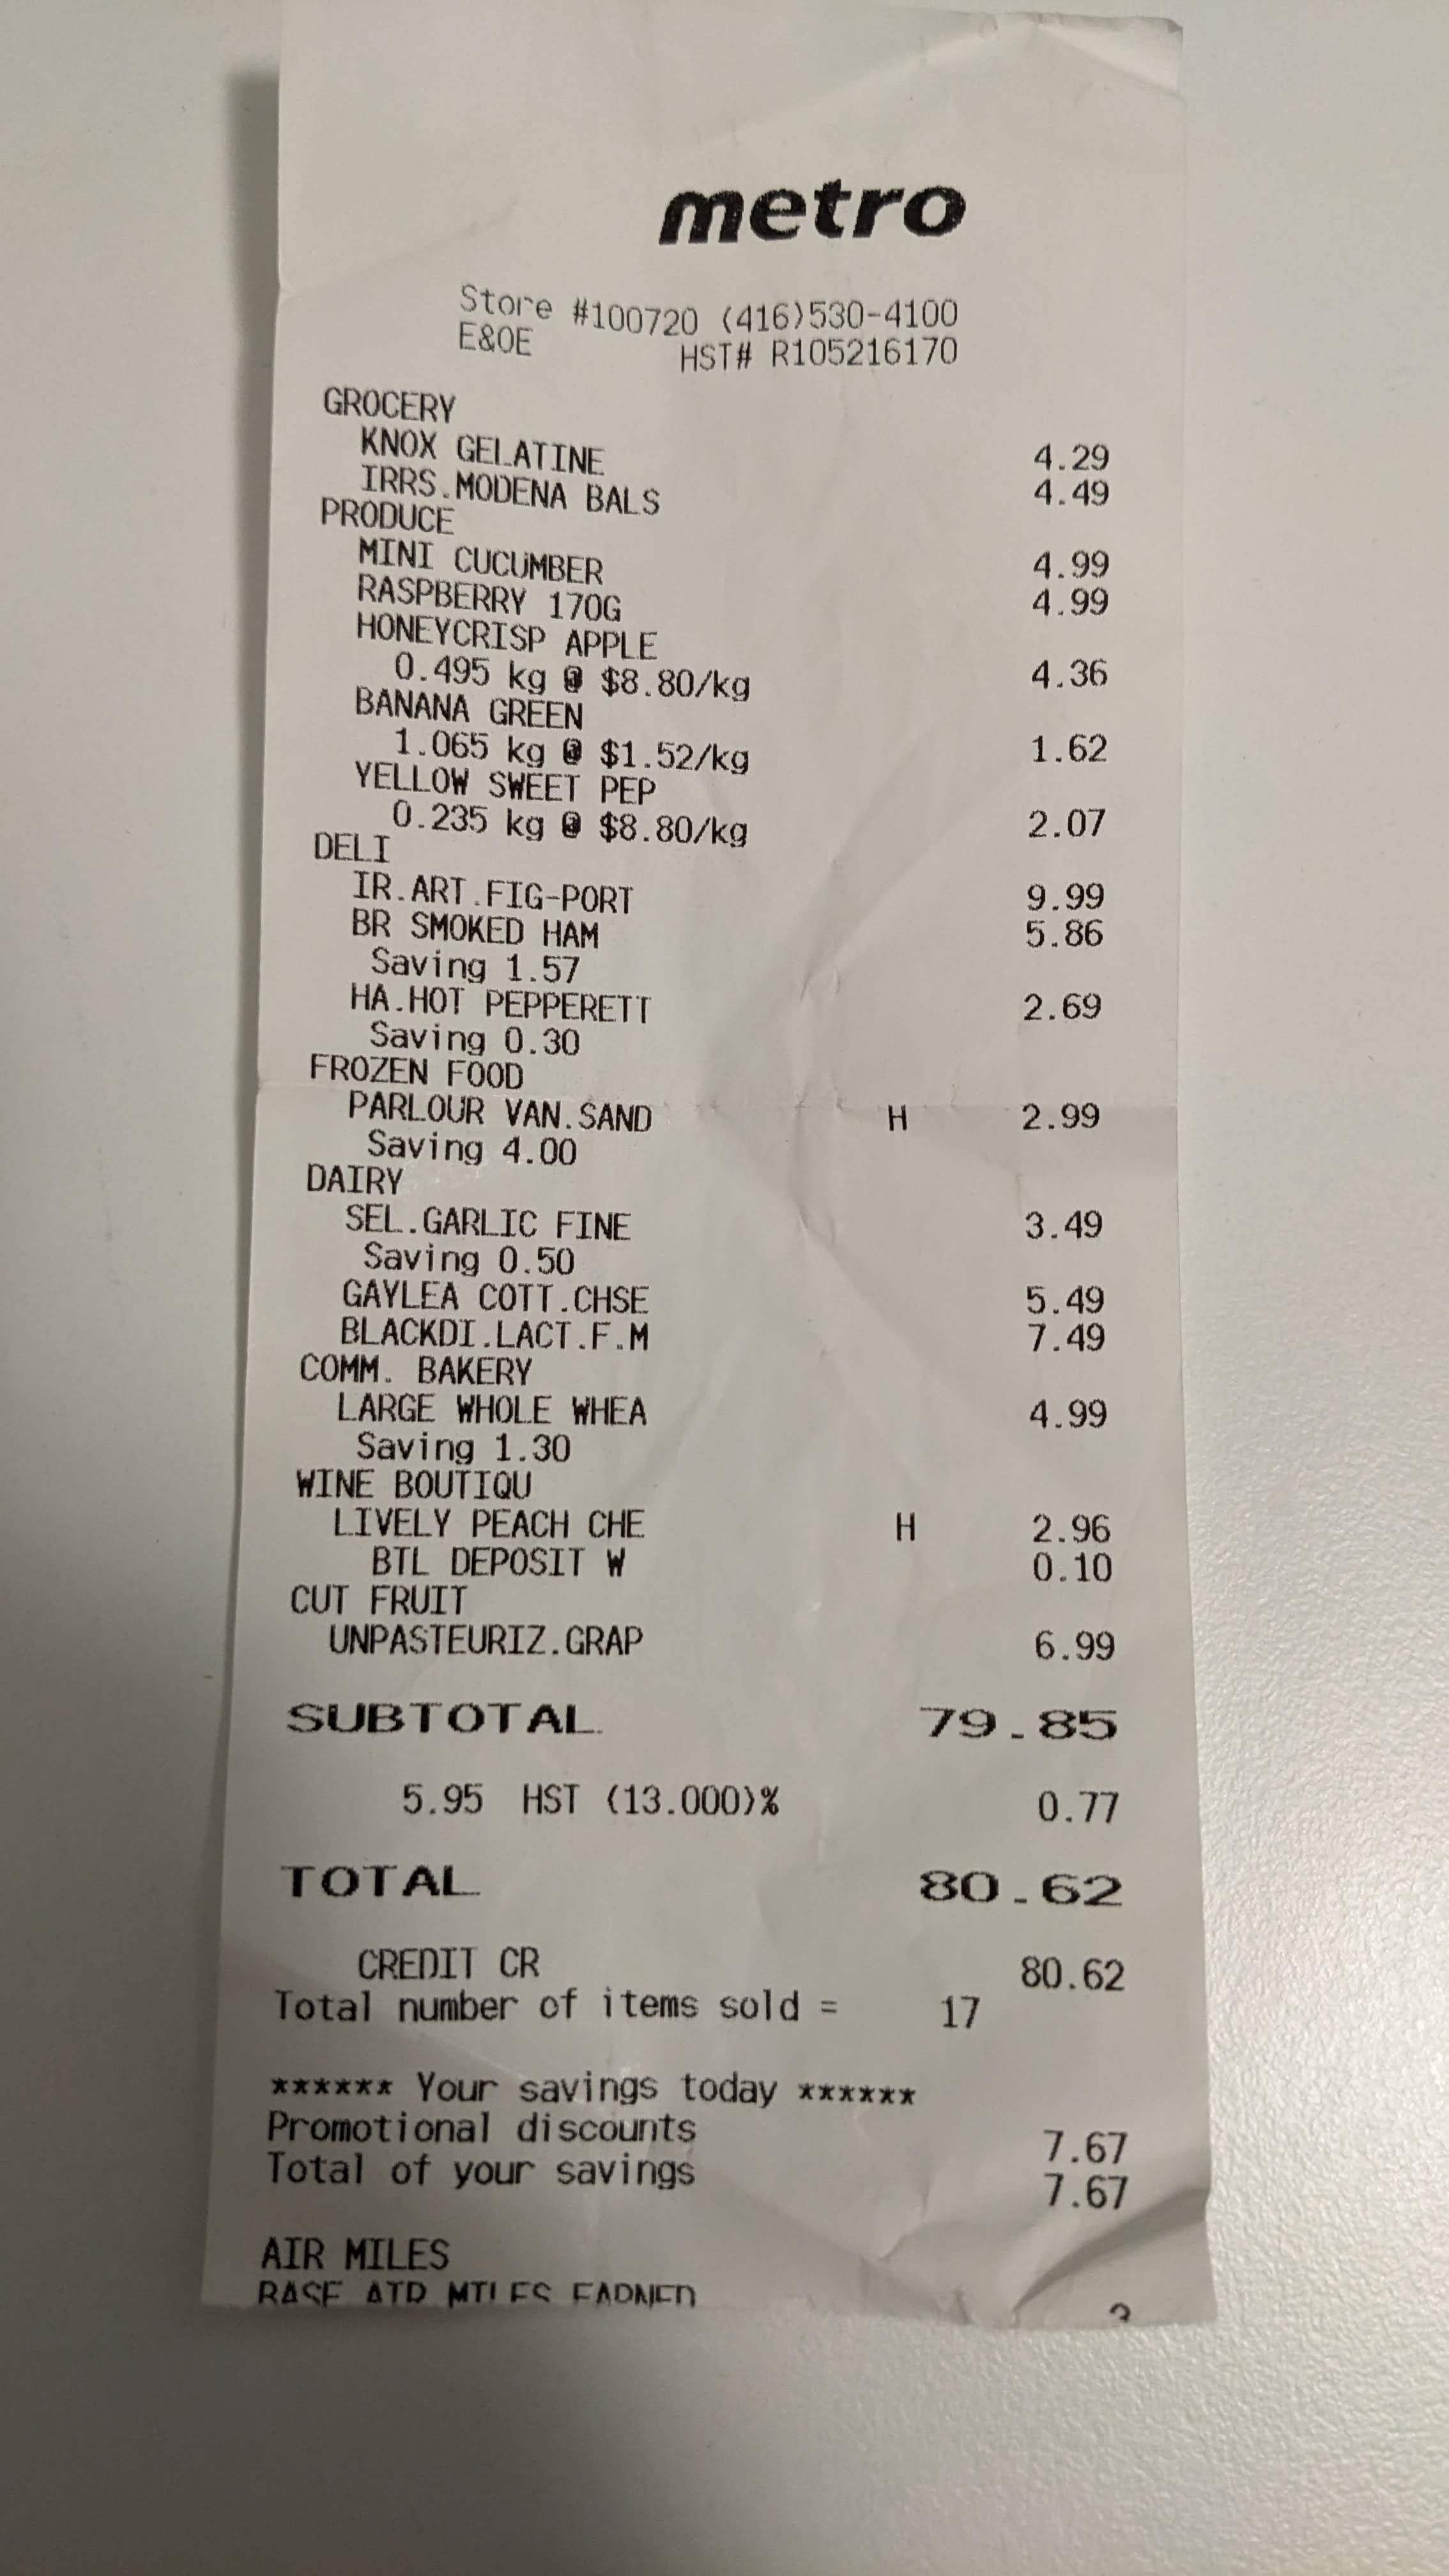 metro
Store #100720 (416)530-4100
E&OE HST# R105216170
GROCERY
KNOX GELATINE 4.29
IRRS.MODENA BALS 4.49
PRODUCE
MINI CUCUMBER 4.99
RASPBERRY 170G 4.99
HONEYCRISP APPLE
0.495 kg @ $8.80/kg 4.36
BANANA GREEN
1.065 kg @ $1.52/kg 1.62
YELLOW SWEET PEP
0.235 kg @ $8.80/kg 2.07
DELI
IR.ART.FIG-PORT 9.99
BR SMOKED HAM 5.86
Saving 1.57
HA.HOT PEPPERETT 2.69
Saving 0.30
FROZEN FOOD
PARLOUR VAN.SAND H 2.99
Saving 4.00
DAIRY
SEL.GARLIC FINE 3.49
Saving 0.50
GAYLEA COTT.CHSE 5.49
BLACKDI.LACT.F.M 7.49
COMM. BAKERY
LARGE WHOLE WHEA 4.99
Saving 1.30
WINE BOUTIQU
LIVELY PEACH CHE H 2.96
BTL DEPOSIT W 0.10
CUT FRUIT
UNPASTEURIZ.GRAP 6.99
SUBTOTAL 79.85
5.95 HST (13.000)% 0.77
TOTAL 80.62
CREDIT CR 80.62
Total number of items sold = 17
****** Your savings today ******
Promotional discounts 7.67
Total of your savings 7.67
AIR MILES
BASE AIR MILES EARNED